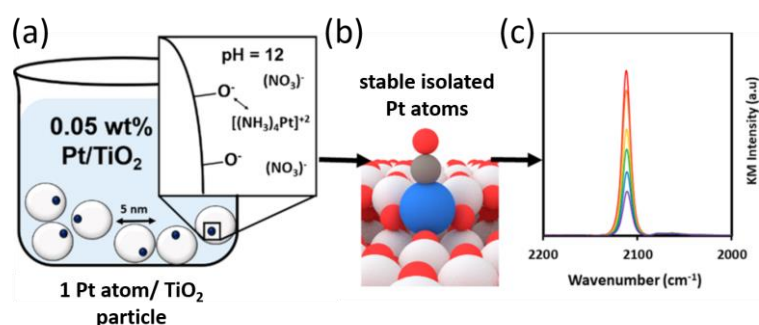 (a)
pH = 12
O⁻ (NO₃)⁻
[(NH₃)₄Pt]⁺²
O⁻ (NO₃)⁻
0.05 wt%
Pt/TiO₂
5 nm
1 Pt atom/ TiO₂
particle
(b)
stable isolated
Pt atoms
(c)
KM Intensity (a.u)
2200 2100 2000
Wavenumber (cm⁻¹)